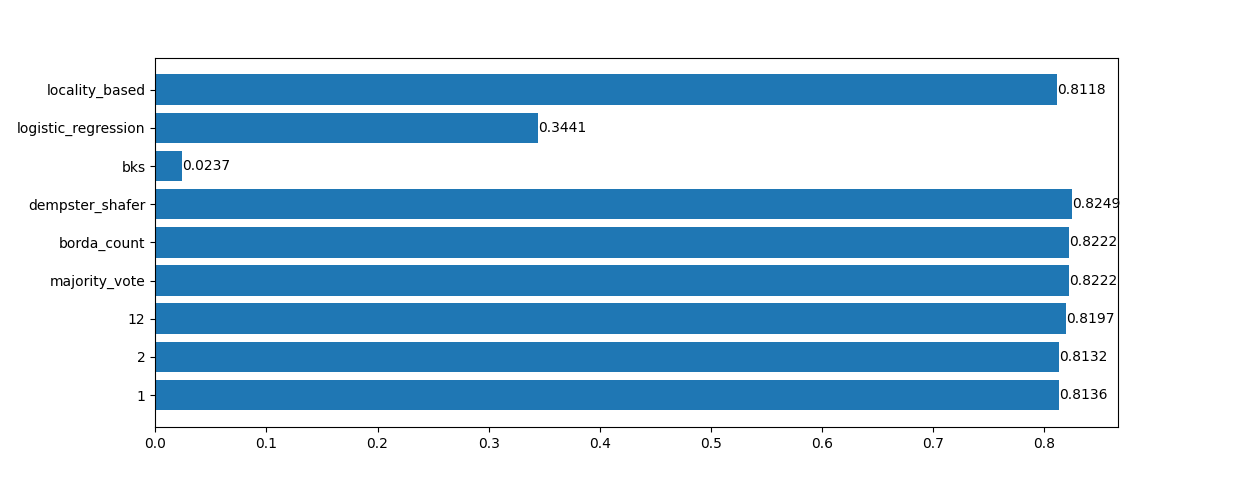 locality_based 0.8118
logistic_regression 0.3441
bks 0.0237
dempster_shafer 0.8249
borda_count 0.8222
majority_vote 0.8222
12 0.8197
2 0.8132
1 0.8136
0.0 0.1 0.2 0.3 0.4 0.5 0.6 0.7 0.8